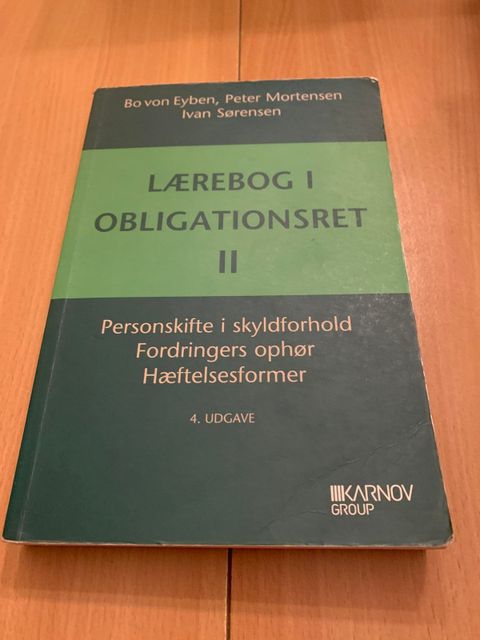 Bo von Eyben, Peter Mortensen
Ivan Sørensen
LÆREBOG I
OBLIGATIONSRET
II
Personskifte i skyldforhold
Fordringers ophør
Hæftelsesformer
4. UDGAVE
KARNOV
GROUP